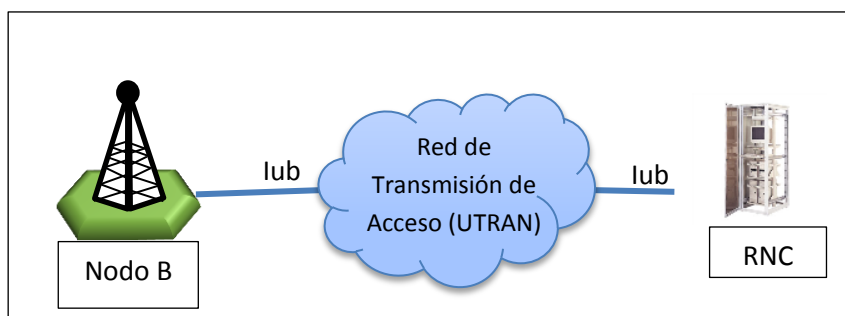 Iub
Red de
Transmisión de
Acceso (UTRAN)
Iub
Nodo B
RNC